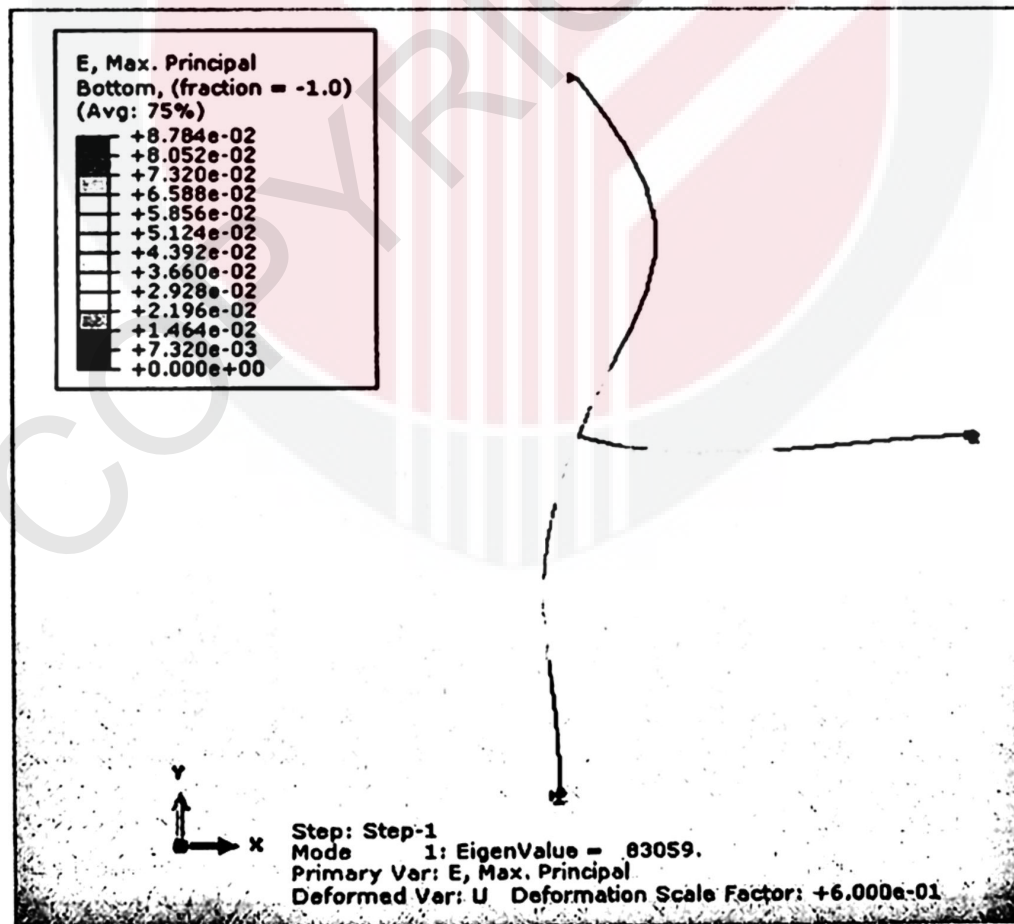 E, Max. Principal
Bottom, (fraction = -1.0)
(Avg: 75%)
+8.784e-02
+8.052e-02
+7.320e-02
+6.588e-02
+5.856e-02
+5.124e-02
+4.392e-02
+3.660e-02
+2.928e-02
+2.196e-02
+1.464e-02
+7.320e-03
+0.000e+00
Y
X
Step: Step-1
Mode 1: EigenValue = 83059.
Primary Var: E, Max. Principal
Deformed Var: U Deformation Scale Factor: +6.000e-01